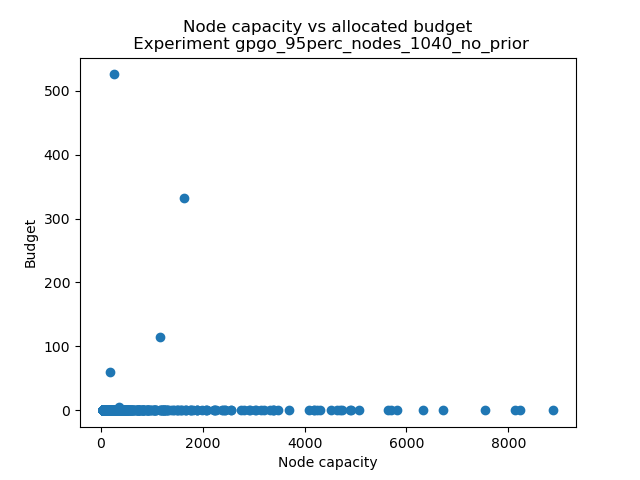 Node capacity vs allocated budget
Experiment gpgo_95perc_nodes_1040_no_prior
500
400
300
200
100
0
Budget
0 2000 4000 6000 8000
Node capacity